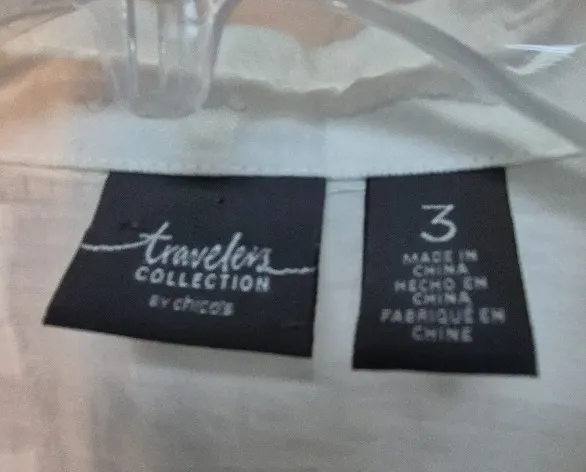 travelers
COLLECTION
BY chico's
3
MADE IN
CHINA
HECHO EN
CHINA
FABRIQUÉ EN
CHINE